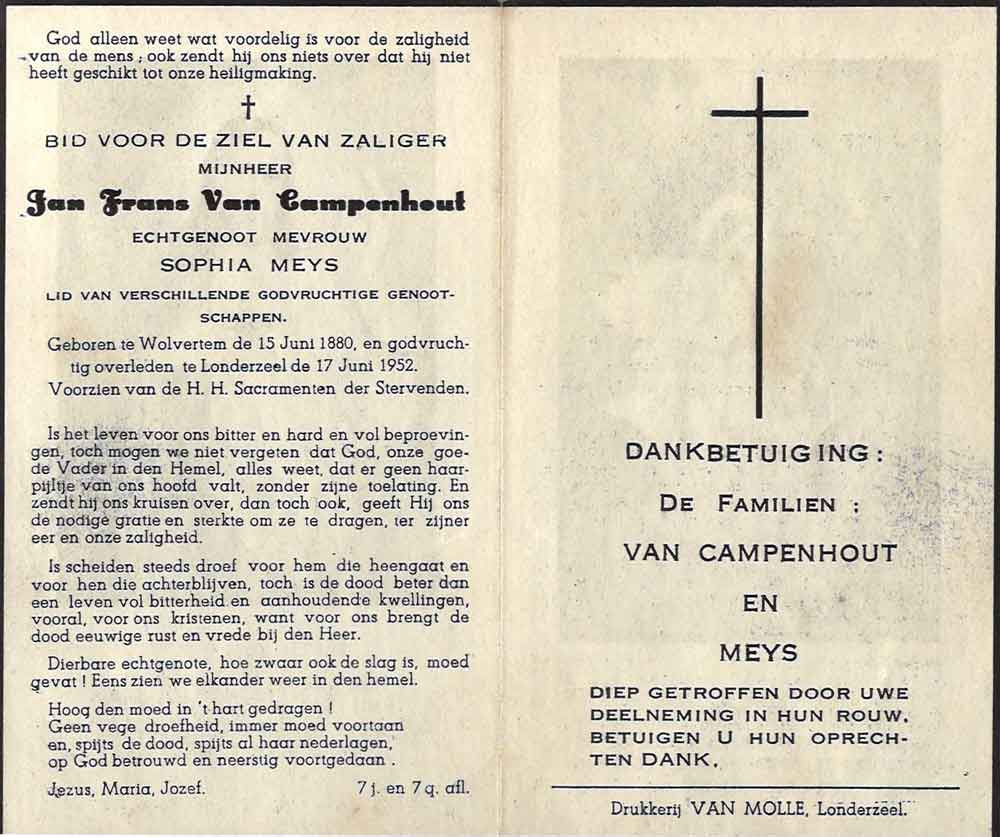 God alleen weet wat voordelig is voor de zaligheid
van de mens ; ook zendt hij ons niets over dat hij niet
heeft geschikt tot onze heiligmaking.
BID VOOR DE ZIEL VAN ZALIGER
MIJNHEER
Jan Frans Van Campenhout
ECHTGENOOT MEVROUW
SOPHIA MEYS
LID VAN VERSCHILLENDE GODVRUCHTIGE GENOOT-
SCHAPPEN.
Geboren te Wolvertem de 15 Juni 1880, en godvruch-
tig overleden te Londerzeel de 17 Juni 1952.
Voorzien van de H. H. Sacramenten der Stervenden.
Is het leven voor ons bitter en hard en vol beproevin-
gen, toch mogen we niet vergeten dat God, onze goe-
de Vader in den Hemel, alles weet, dat er geen haar-
pijltje van ons hoofd valt, zonder zijne toelating. En
zendt hij ons kruisen over, dan toch ook, geeft Hij ons
de nodige gratie en sterkte om ze te dragen, ter zijner
eer en onze zaligheid.
Is scheiden steeds droef voor hem die heengaat en
voor hen die achterblijven, toch is de dood beter dan
een leven vol bitterheid en aanhoudende kwellingen,
vooral, voor ons kristenen, want voor ons brengt de
dood eeuwige rust en vrede bij den Heer.
Dierbare echtgenote, hoe zwaar ook de slag is, moed
gevat ! Eens zien we elkander weer in den hemel.
Hoog den moed in 't hart gedragen !
Geen vege droefheid, immer moed voortaan
en, spijts de dood, spijts al haar nederlagen,
op God betrouwd en neerstig voortgedaan .
Jezus, Maria, Jozef. 7 j. en 7 q. afl.
DANKBETUIGING :
DE FAMILIEN :
VAN CAMPENHOUT
EN
MEYS
DIEP GETROFFEN DOOR UWE
DEELNEMING IN HUN ROUW,
BETUIGEN U HUN OPRECH-
TEN DANK.
Drukkerij VAN MOLLE, Londerzeel.